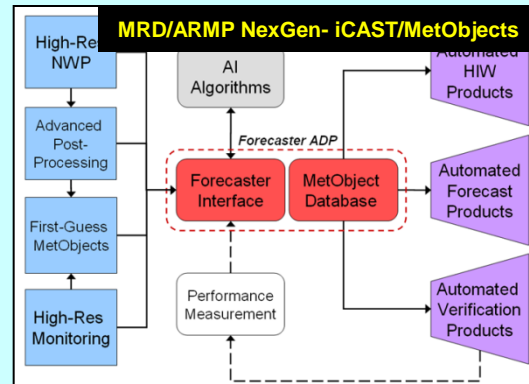 MRD/ARMP NexGen- iCAST/MetObjects
High-Res
NWP
Advanced
Post-
Processing
First-Guess
MetObjects
High-Res
Monitoring
AI
Algorithms
Forecaster ADP
Forecaster
Interface
MetObject
Database
Performance
Measurement
Automated
HIW
Products
Automated
Forecast
Products
Automated
Verification
Products